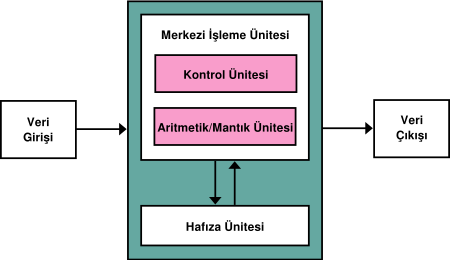 Merkezi İşleme Ünitesi
Kontrol Ünitesi
Aritmetik/Mantık Ünitesi
Veri
Girişi
Veri
Çıkışı
Hafıza Ünitesi